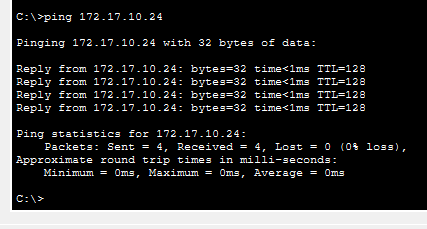 C:\>ping 172.17.10.24
Pinging 172.17.10.24 with 32 bytes of data:
Reply from 172.17.10.24: bytes=32 time<1ms TTL=128
Reply from 172.17.10.24: bytes=32 time<1ms TTL=128
Reply from 172.17.10.24: bytes=32 time<1ms TTL=128
Reply from 172.17.10.24: bytes=32 time<1ms TTL=128
Ping statistics for 172.17.10.24:
    Packets: Sent = 4, Received = 4, Lost = 0 (0% loss),
Approximate round trip times in milli-seconds:
    Minimum = 0ms, Maximum = 0ms, Average = 0ms
C:\>